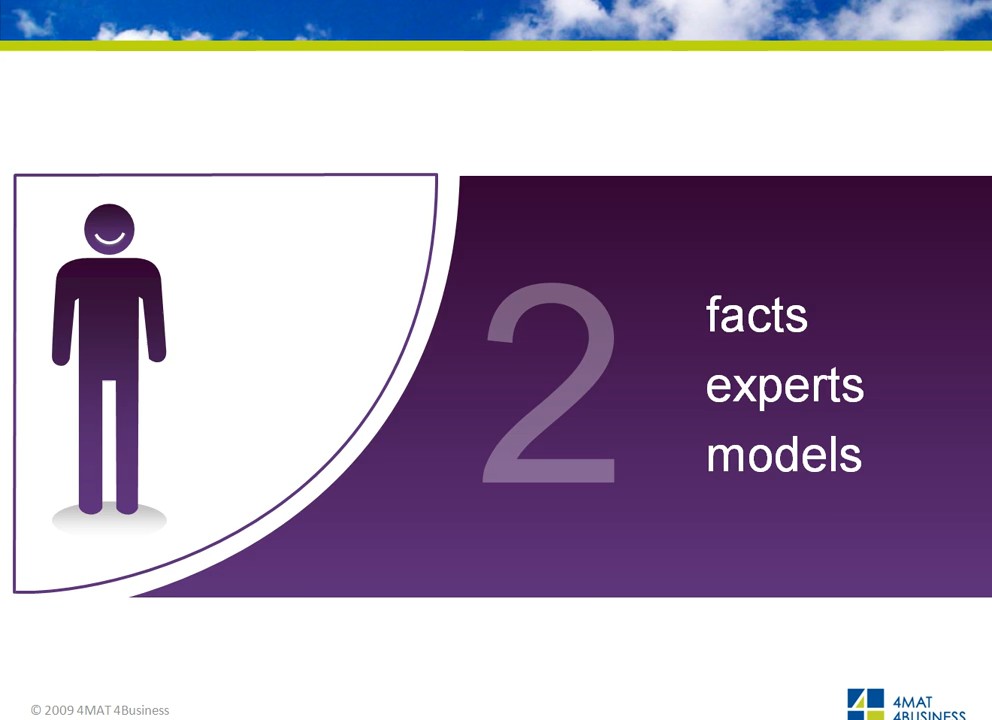 2
facts
experts
models
© 2009 4MAT 4Business
4MAT
4BUSINESS